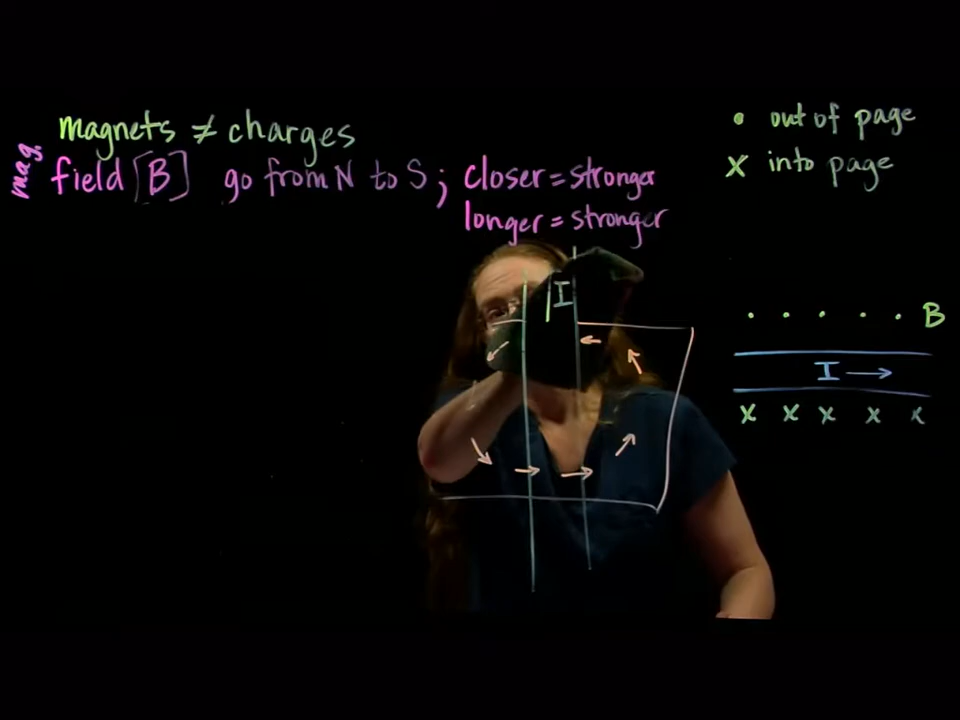 magnets ≠ charges
mag. field [B] go from N to S; closer = stronger
longer = stronger
• out of page
x into page
I
. . . . . B
I →
x x x x x